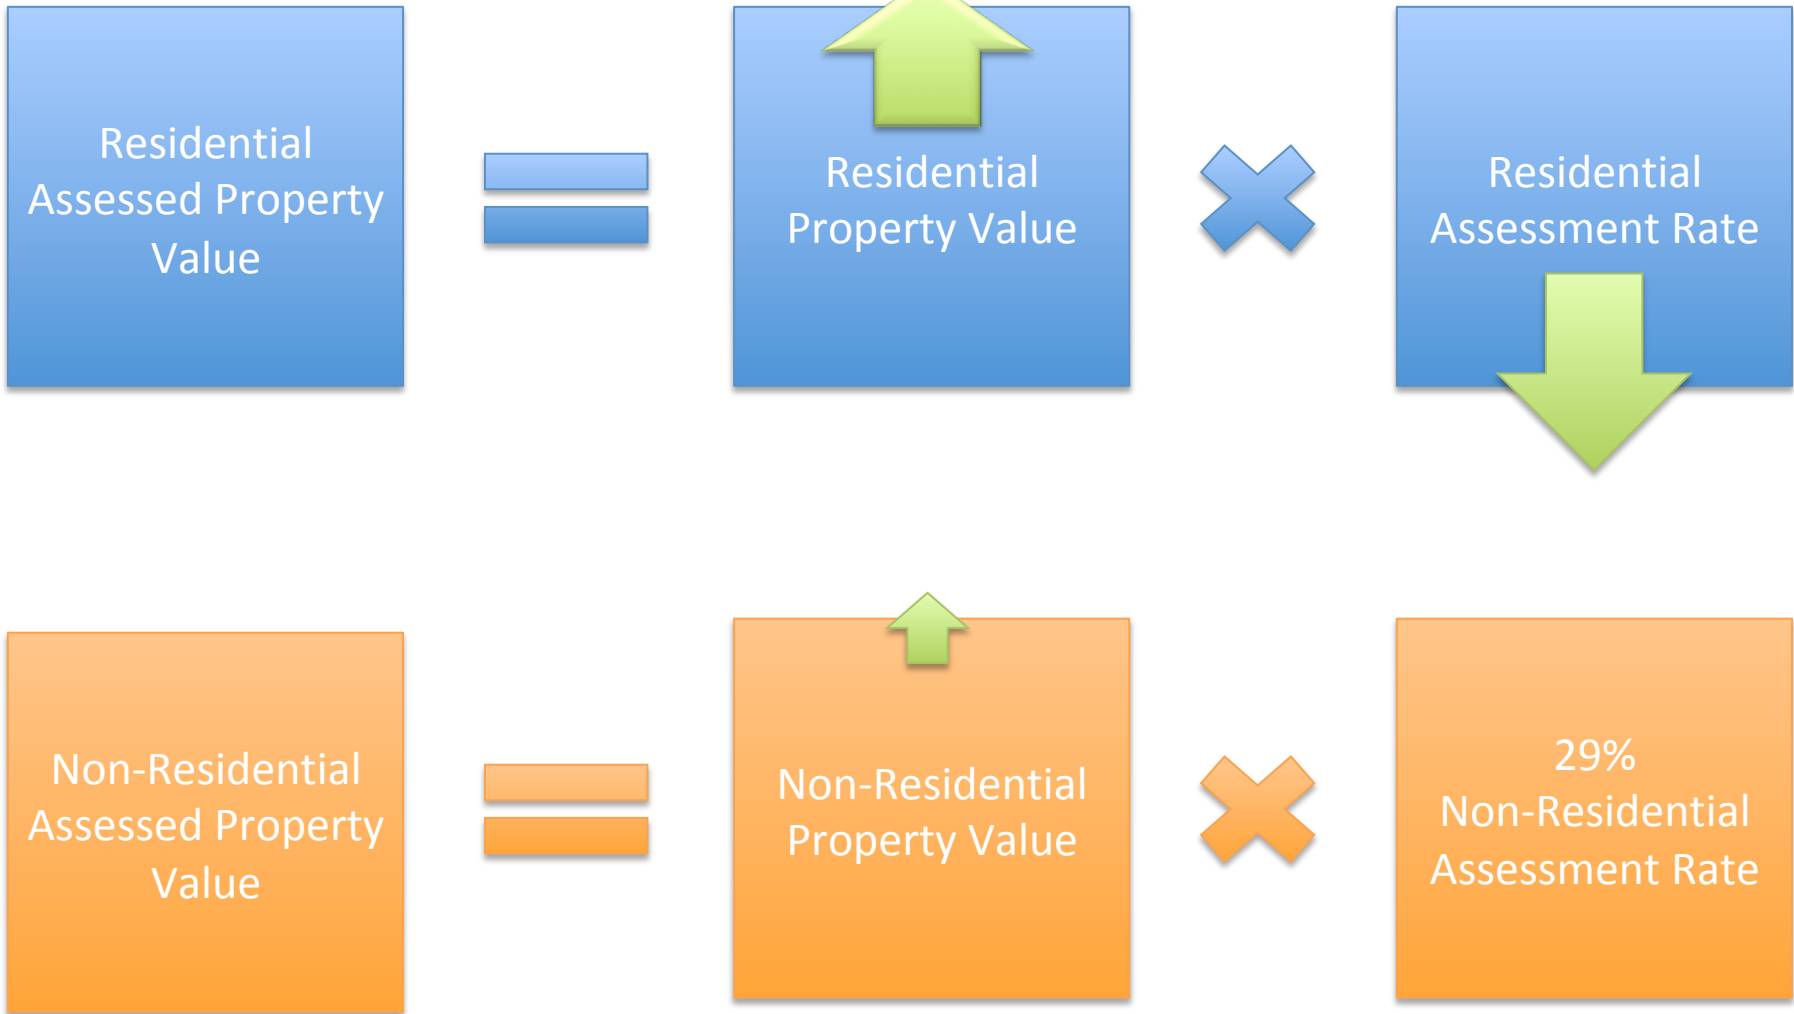 Residential
Assessed Property
Value
Residential
Property Value
Residential
Assessment Rate
Non-Residential
Assessed Property
Value
Non-Residential
Property Value
29%
Non-Residential
Assessment Rate